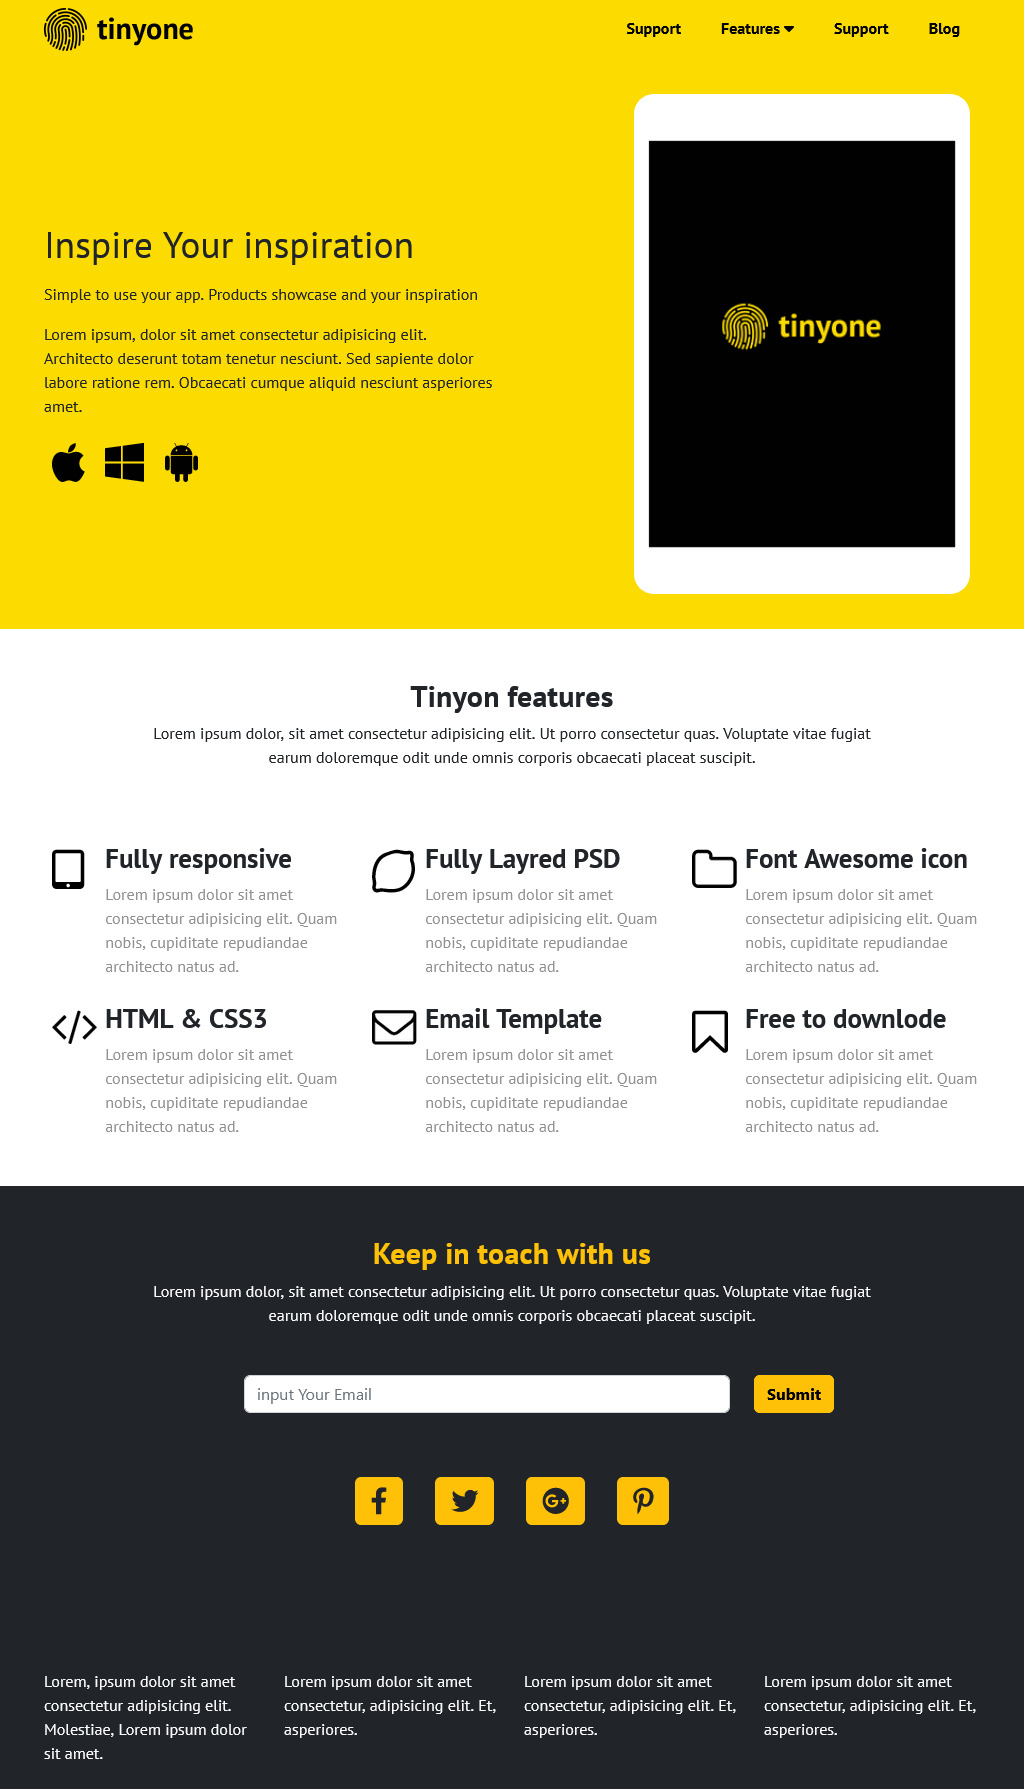 tinyone
Support Features Support Blog
tinyone
Inspire Your inspiration
Simple to use your app. Products showcase and your inspiration
Lorem ipsum, dolor sit amet consectetur adipisicing elit.
Architecto deserunt totam tenetur nesciunt. Sed sapiente dolor
labore ratione rem. Obcaecati cumque aliquid nesciunt asperiores
amet.
Tinyon features
Lorem ipsum dolor, sit amet consectetur adipisicing elit. Ut porro consectetur quas. Voluptate vitae fugiat
earum doloremque odit unde omnis corporis obcaecati placeat suscipit.
Fully responsive
Lorem ipsum dolor sit amet
consectetur adipisicing elit. Quam
nobis, cupiditate repudiandae
architecto natus ad.
Fully Layred PSD
Lorem ipsum dolor sit amet
consectetur adipisicing elit. Quam
nobis, cupiditate repudiandae
architecto natus ad.
Font Awesome icon
Lorem ipsum dolor sit amet
consectetur adipisicing elit. Quam
nobis, cupiditate repudiandae
architecto natus ad.
HTML & CSS3
Lorem ipsum dolor sit amet
consectetur adipisicing elit. Quam
nobis, cupiditate repudiandae
architecto natus ad.
Email Template
Lorem ipsum dolor sit amet
consectetur adipisicing elit. Quam
nobis, cupiditate repudiandae
architecto natus ad.
Free to downlode
Lorem ipsum dolor sit amet
consectetur adipisicing elit. Quam
nobis, cupiditate repudiandae
architecto natus ad.
Keep in toach with us
Lorem ipsum dolor, sit amet consectetur adipisicing elit. Ut porro consectetur quas. Voluptate vitae fugiat
earum doloremque odit unde omnis corporis obcaecati placeat suscipit.
input Your Email
Submit
Lorem, ipsum dolor sit amet
consectetur adipisicing elit.
Molestiae, Lorem ipsum dolor
sit amet.
Lorem ipsum dolor sit amet
consectetur, adipisicing elit. Et,
asperiores.
Lorem ipsum dolor sit amet
consectetur, adipisicing elit. Et,
asperiores.
Lorem ipsum dolor sit amet
consectetur, adipisicing elit. Et,
asperiores.